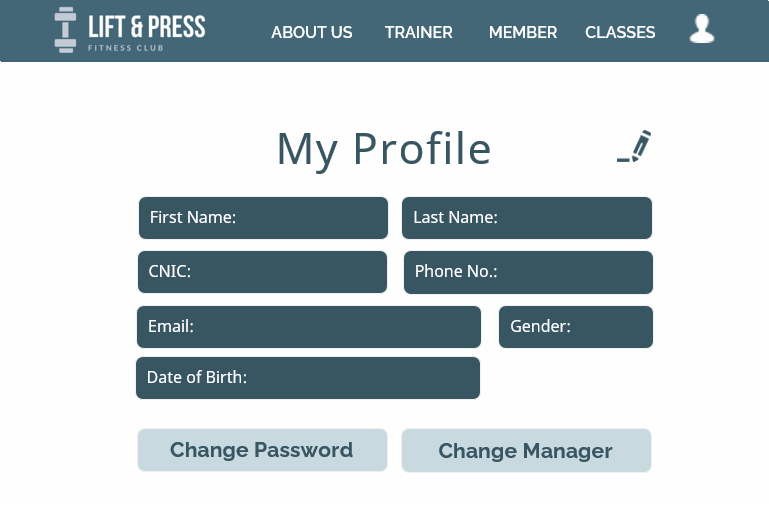 LIFT & PRESS
FITNESS CLUB
ABOUT US TRAINER MEMBER CLASSES
My Profile
First Name: Last Name:
CNIC: Phone No.:
Email: Gender:
Date of Birth:
Change Password Change Manager